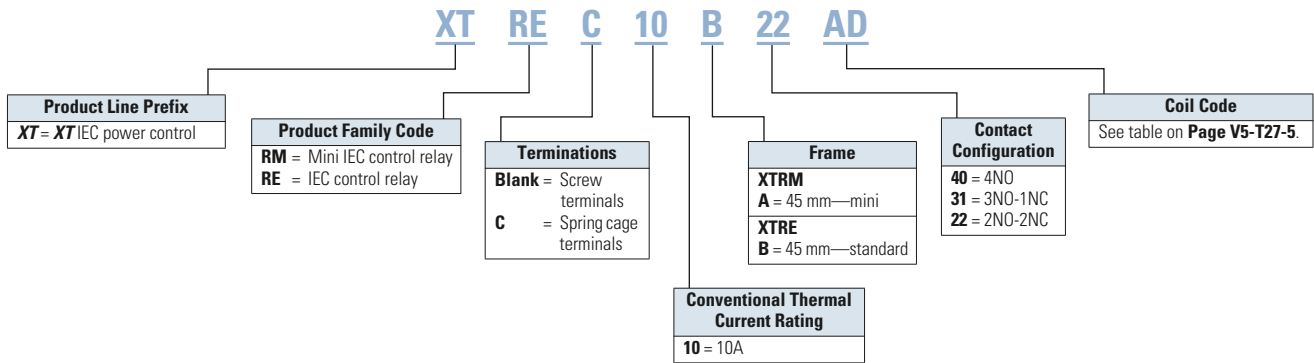 XT RE C 10 B 22 AD
Product Line Prefix
XT = XT IEC power control
Product Family Code
RM = Mini IEC control relay
RE = IEC control relay
Terminations
Blank = Screw
terminals
C = Spring cage
terminals
Conventional Thermal
Current Rating
10 = 10A
Frame
XTRM
A = 45 mm—mini
XTRE
B = 45 mm—standard
Contact
Configuration
40 = 4NO
31 = 3NO-1NC
22 = 2NO-2NC
Coil Code
See table on Page V5-T27-5.